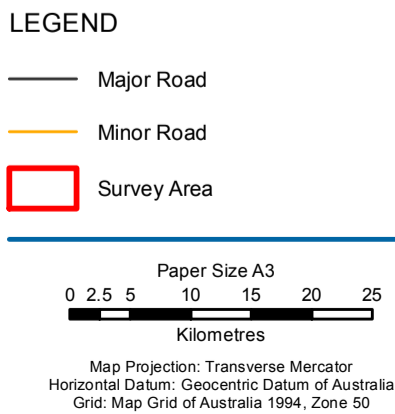 LEGEND
Major Road
Minor Road
Survey Area
Paper Size A3
0 2.5 5 10 15 20 25
Kilometres
Map Projection: Transverse Mercator
Horizontal Datum: Geocentric Datum of Australia
Grid: Map Grid of Australia 1994, Zone 50